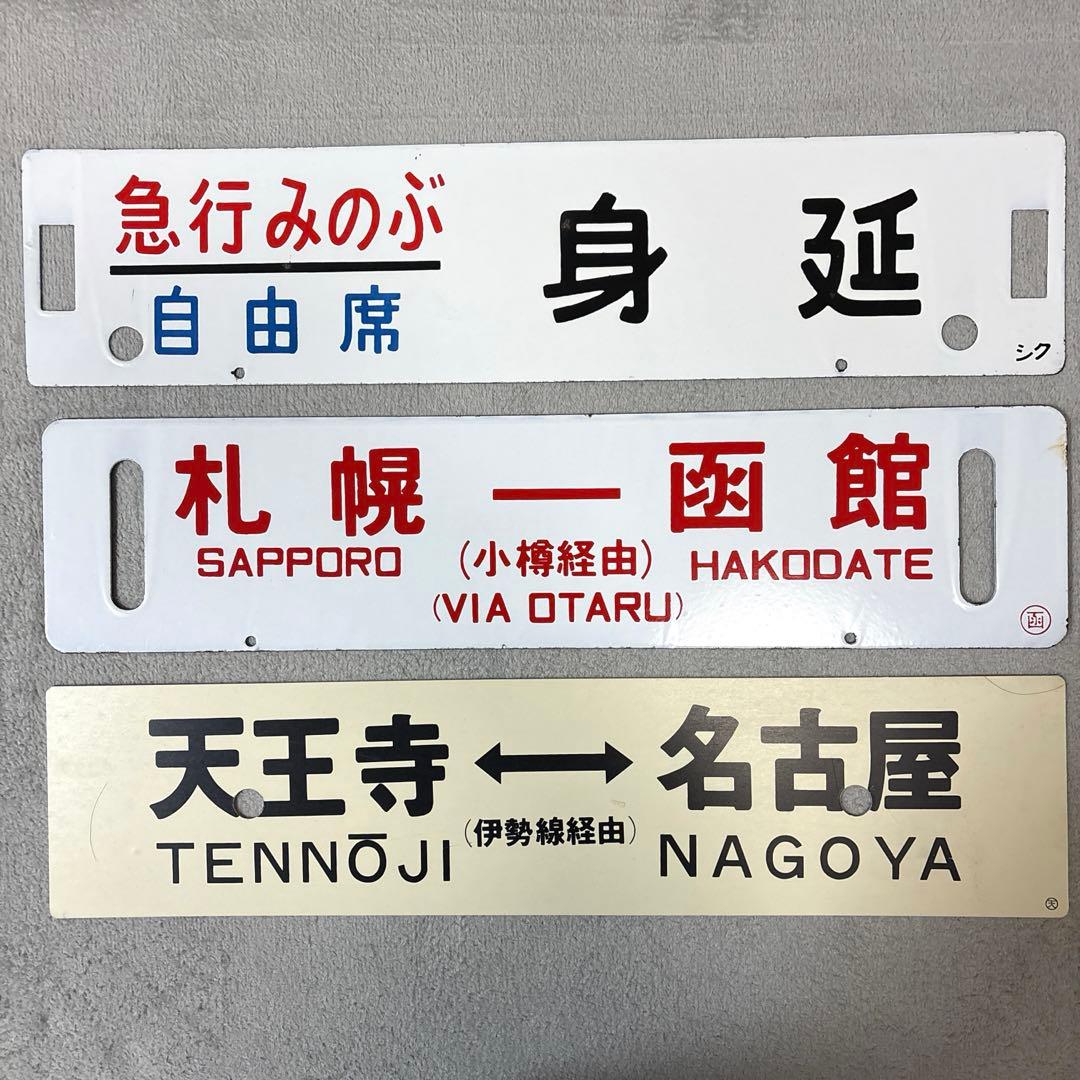 急行みのぶ
自由席
身延
シク
札幌 ― 函館
SAPPORO (小樽経由) HAKODATE
(VIA OTARU)
函
天王寺 ↔ 名古屋
(伊勢線経由)
TENNŌJI NAGOYA
天